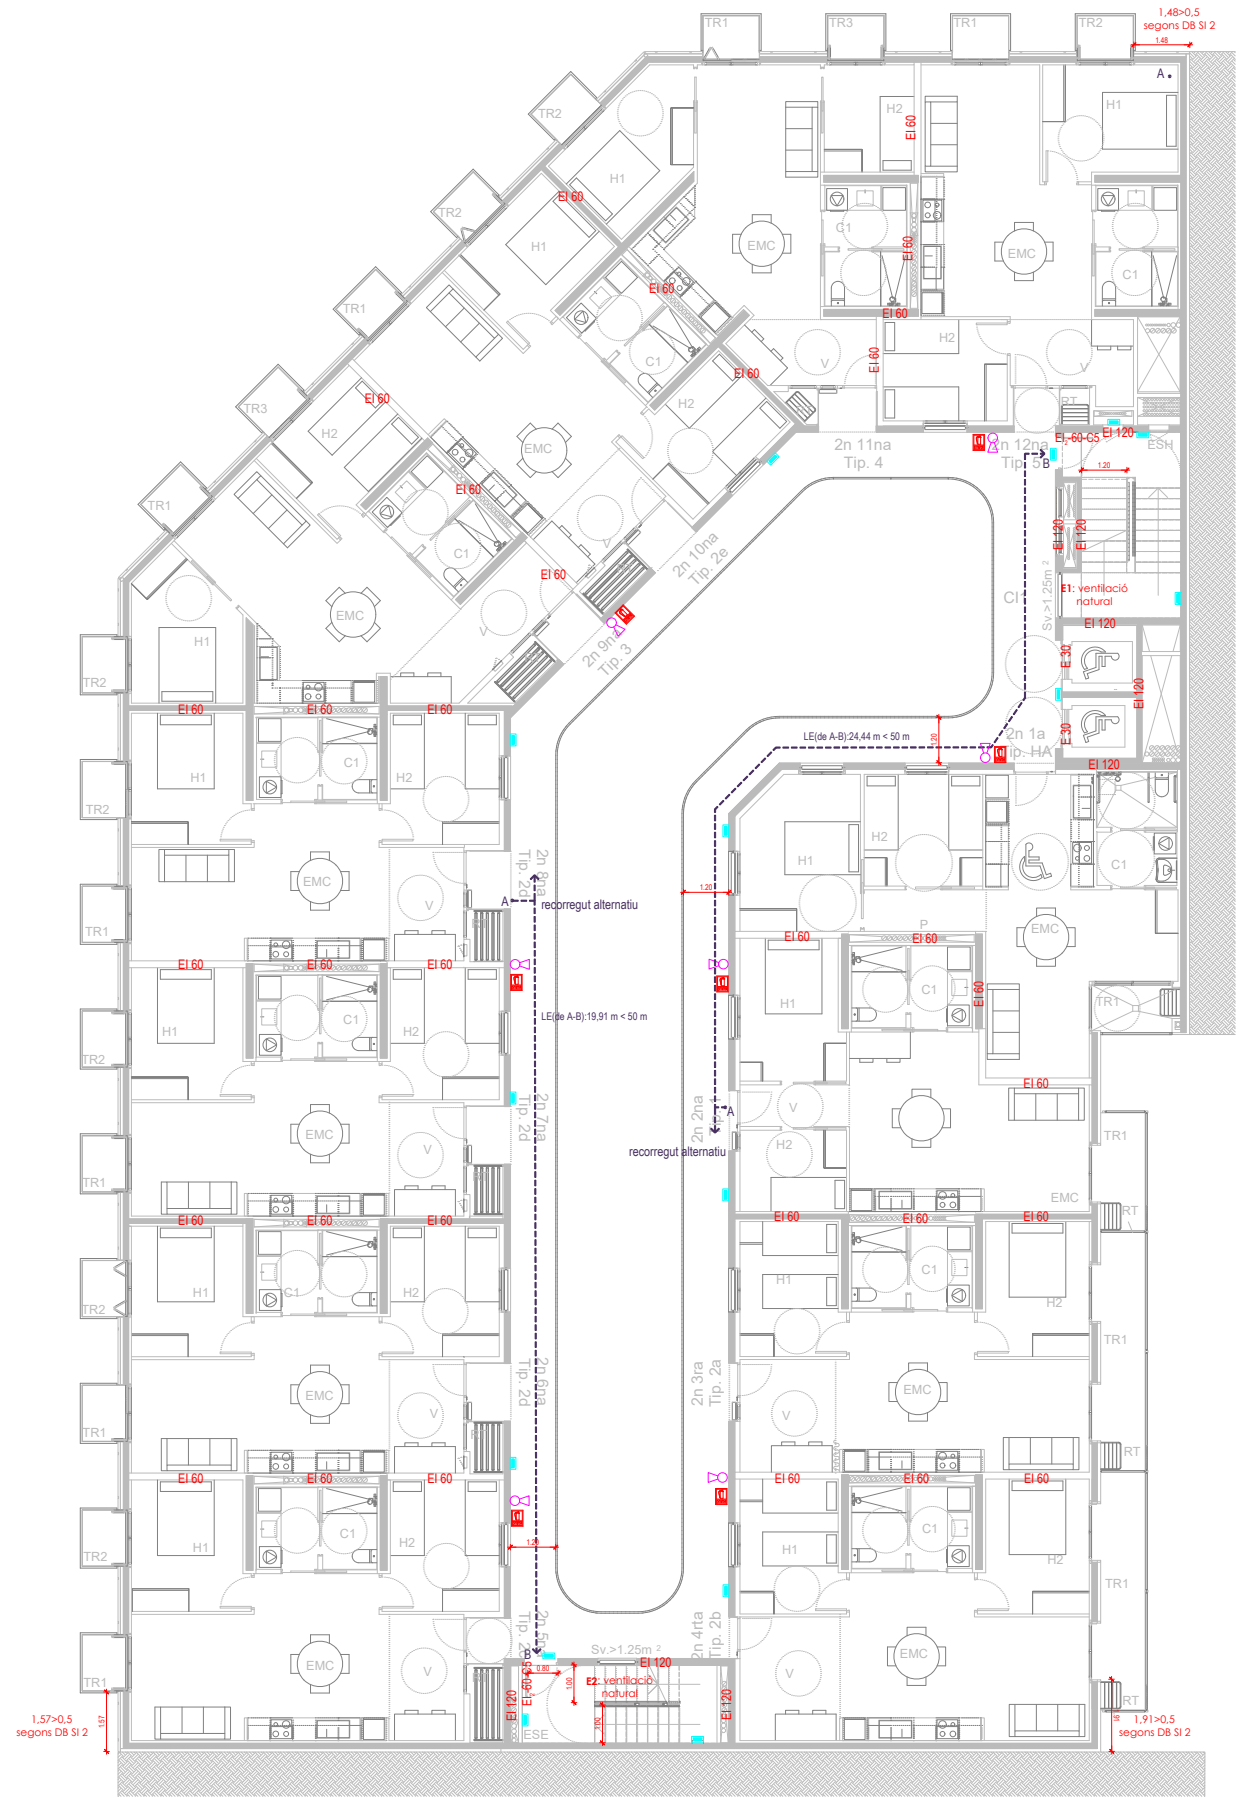 1,48>0,5
segons DB SI 2
1.48
TR1
TR3
TR1
TR2
A
H2
EI 60
H1
TR2
H1
EI 60
TR2
H1
C1
EI 60
EMC
EMC
C1
TR1
EI 60
EI 60
H2
EI 60
V
V
C1
EI 60
TR3
H2
EI 60
H2
RT
EI 120
EI -60-C5
2
ESH
2n 11na
Tip. 4
2n 12na
Tip. 5
B
1.20
EMC
EI 60
TR1
C1
V
2n 10na
Tip. 2e
EI 120
EI 120
Sv.>1.25m 2
E1: ventilació
natural
EI 60
EMC
V
CI1
H1
2n 9na
Tip. 3
EI 120
E 30
EI 120
TR2
EI 60
EI 60
EI 60
H1
C1
H2
LE(de A-B):24,44 m < 50 m
1.20
2n 1a
Tip. HA
E 30
EI 120
TR2
H1
H2
C1
EMC
2n 8na
Tip. 2d
A
recorregut alternatiu
1.20
TR1
V
P
EMC
EI 60
EI 60
EI 60
EI 60
EI 60
H1
C1
H2
H1
C1
EI 60
TR1
LE(de A-B):19,91 m < 50 m
TR2
EI 60
2n 7na
Tip. 2d
2n 2na
Tip. 1
A
V
EMC
V
recorregut alternatiu
H2
TR1
TR1
EMC
EI 60
EI 60
EI 60
EI 60
EI 60
EI 60
RT
H1
C1
H2
H1
C1
H2
TR2
TR1
2n 6na
Tip. 2d
2n 3ra
Tip. 2a
EMC
EMC
V
V
TR1
RT
EI 60
EI 60
EI 60
EI 60
EI 60
EI 60
H1
C1
H2
H1
C1
H2
TR2
1.20
TR1
2n 5na
2n 4rta
Tip. 2b
Sv.>1.25m 2
EI 120
B
EI -60-C5
2
0.80
1.00
E2: ventilació
natural
EMC
V
EMC
V
TR1
RT
EI 120
1.00
EI 120
ESE
1,57>0,5
segons DB SI 2
1.57
1.91
1,91>0,5
segons DB SI 2